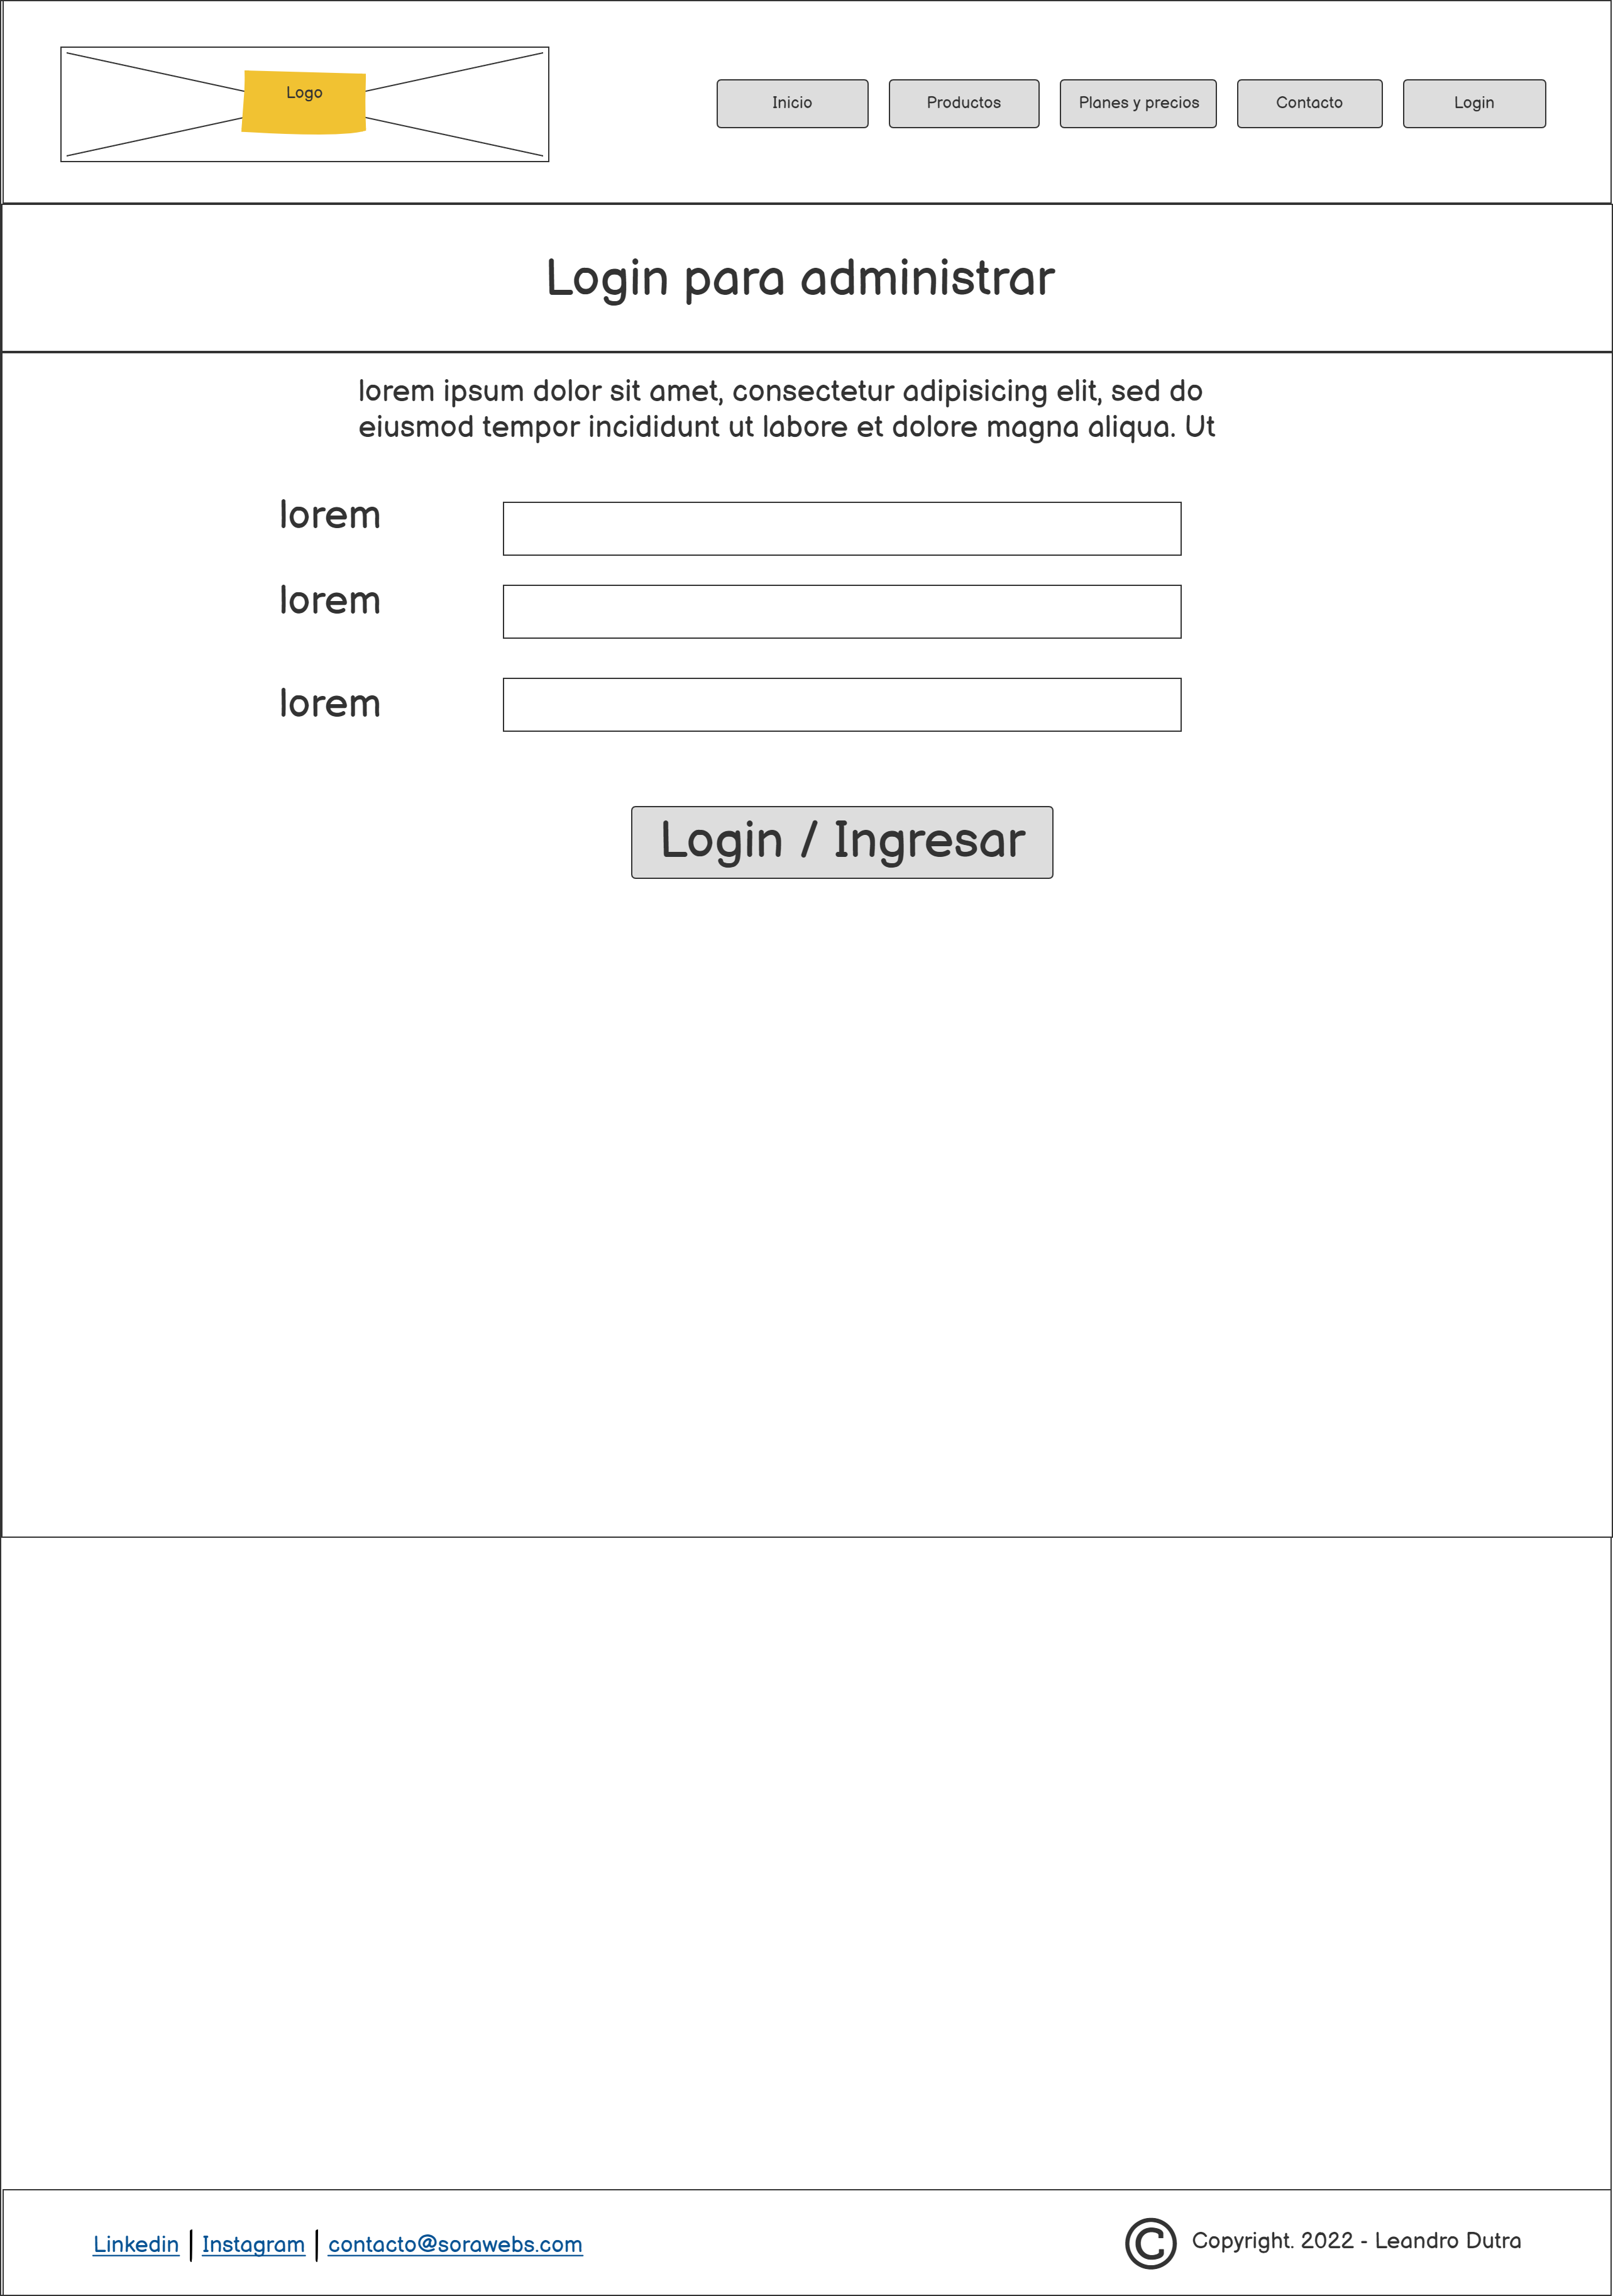 Logo
Inicio
Productos
Planes y precios
Contacto
Login
Login para administrar
lorem ipsum dolor sit amet, consectetur adipisicing elit, sed do
eiusmod tempor incididunt ut labore et dolore magna aliqua. Ut
lorem
lorem
lorem
Login / Ingresar
Linkedin | Instagram | contacto@sorawebs.com
© Copyright. 2022 - Leandro Dutra